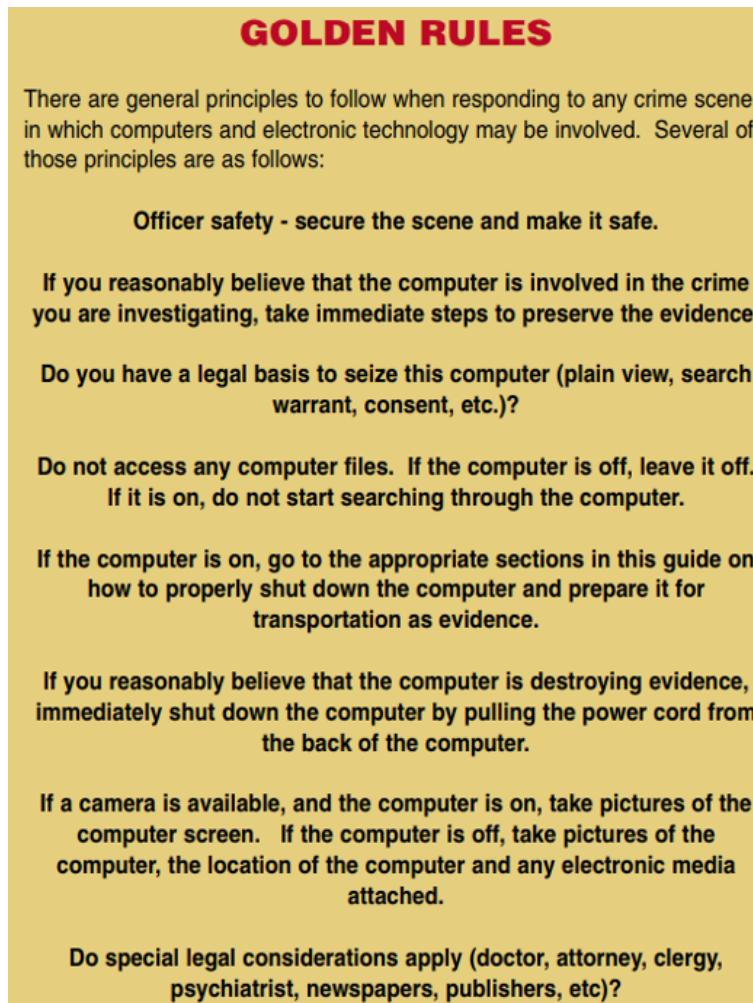 GOLDEN RULES
There are general principles to follow when responding to any crime scene
in which computers and electronic technology may be involved.  Several of
those principles are as follows:
Officer safety - secure the scene and make it safe.
If you reasonably believe that the computer is involved in the crime
you are investigating, take immediate steps to preserve the evidence
Do you have a legal basis to seize this computer (plain view, search
warrant, consent, etc.)?
Do not access any computer files.  If the computer is off, leave it off.
If it is on, do not start searching through the computer.
If the computer is on, go to the appropriate sections in this guide on
how to properly shut down the computer and prepare it for
transportation as evidence.
If you reasonably believe that the computer is destroying evidence,
immediately shut down the computer by pulling the power cord from
the back of the computer.
If a camera is available, and the computer is on, take pictures of the
computer screen.   If the computer is off, take pictures of the
computer, the location of the computer and any electronic media
attached.
Do special legal considerations apply (doctor, attorney, clergy,
psychiatrist, newspapers, publishers, etc)?